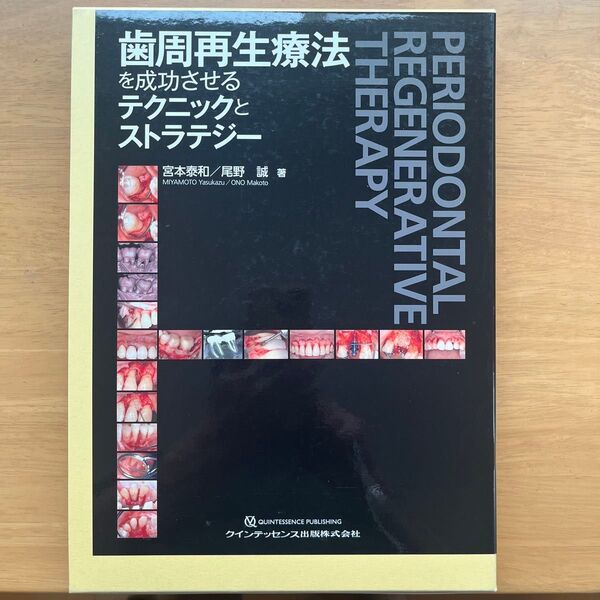 歯周再生療法
を成功させる
テクニックと
ストラテジー
宮本泰和／尾野 誠 著
MIYAMOTO Yasukazu / ONO Makoto
PERIODONTAL
REGENERATIVE
THERAPY
QUINTESSENCE PUBLISHING
クインテッセンス出版株式会社